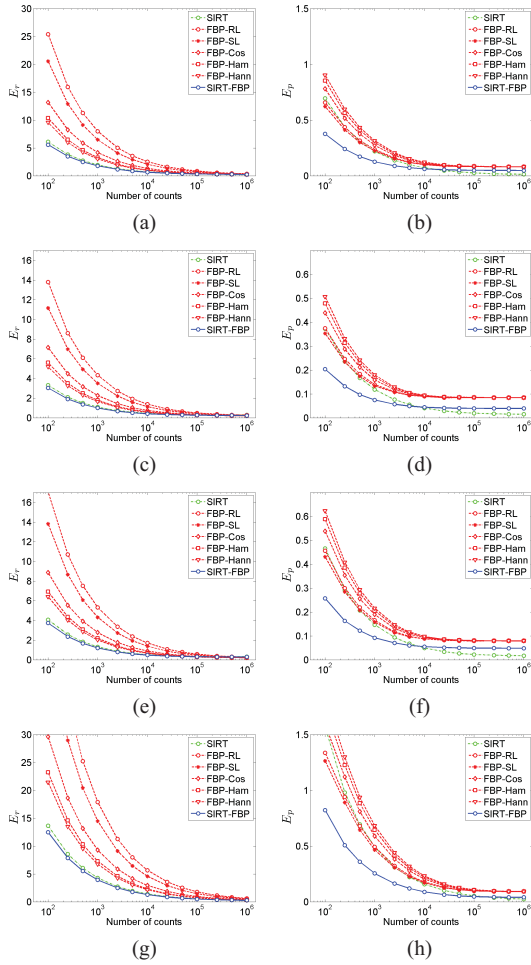 30
25
20
15
10
5
0
E_r
10^2
10^3
10^4
10^5
10^6
Number of counts
SIRT
FBP-RL
FBP-SL
FBP-Cos
FBP-Ham
FBP-Hann
SIRT-FBP
(a)
1.5
1
0.5
0
E_p
10^2
10^3
10^4
10^5
10^6
Number of counts
SIRT
FBP-RL
FBP-SL
FBP-Cos
FBP-Ham
FBP-Hann
SIRT-FBP
(b)
16
14
12
10
8
6
4
2
0
E_r
10^2
10^3
10^4
10^5
10^6
Number of counts
SIRT
FBP-RL
FBP-SL
FBP-Cos
FBP-Ham
FBP-Hann
SIRT-FBP
(c)
0.6
0.5
0.4
0.3
0.2
0.1
0
E_p
10^2
10^3
10^4
10^5
10^6
Number of counts
SIRT
FBP-RL
FBP-SL
FBP-Cos
FBP-Ham
FBP-Hann
SIRT-FBP
(d)
16
14
12
10
8
6
4
2
0
E_r
10^2
10^3
10^4
10^5
10^6
Number of counts
SIRT
FBP-RL
FBP-SL
FBP-Cos
FBP-Ham
FBP-Hann
SIRT-FBP
(e)
0.6
0.5
0.4
0.3
0.2
0.1
0
E_p
10^2
10^3
10^4
10^5
10^6
Number of counts
SIRT
FBP-RL
FBP-SL
FBP-Cos
FBP-Ham
FBP-Hann
SIRT-FBP
(f)
30
25
20
15
10
5
0
E_r
10^2
10^3
10^4
10^5
10^6
Number of counts
SIRT
FBP-RL
FBP-SL
FBP-Cos
FBP-Ham
FBP-Hann
SIRT-FBP
(g)
1.5
1
0.5
0
E_p
10^2
10^3
10^4
10^5
10^6
Number of counts
SIRT
FBP-RL
FBP-SL
FBP-Cos
FBP-Ham
FBP-Hann
SIRT-FBP
(h)